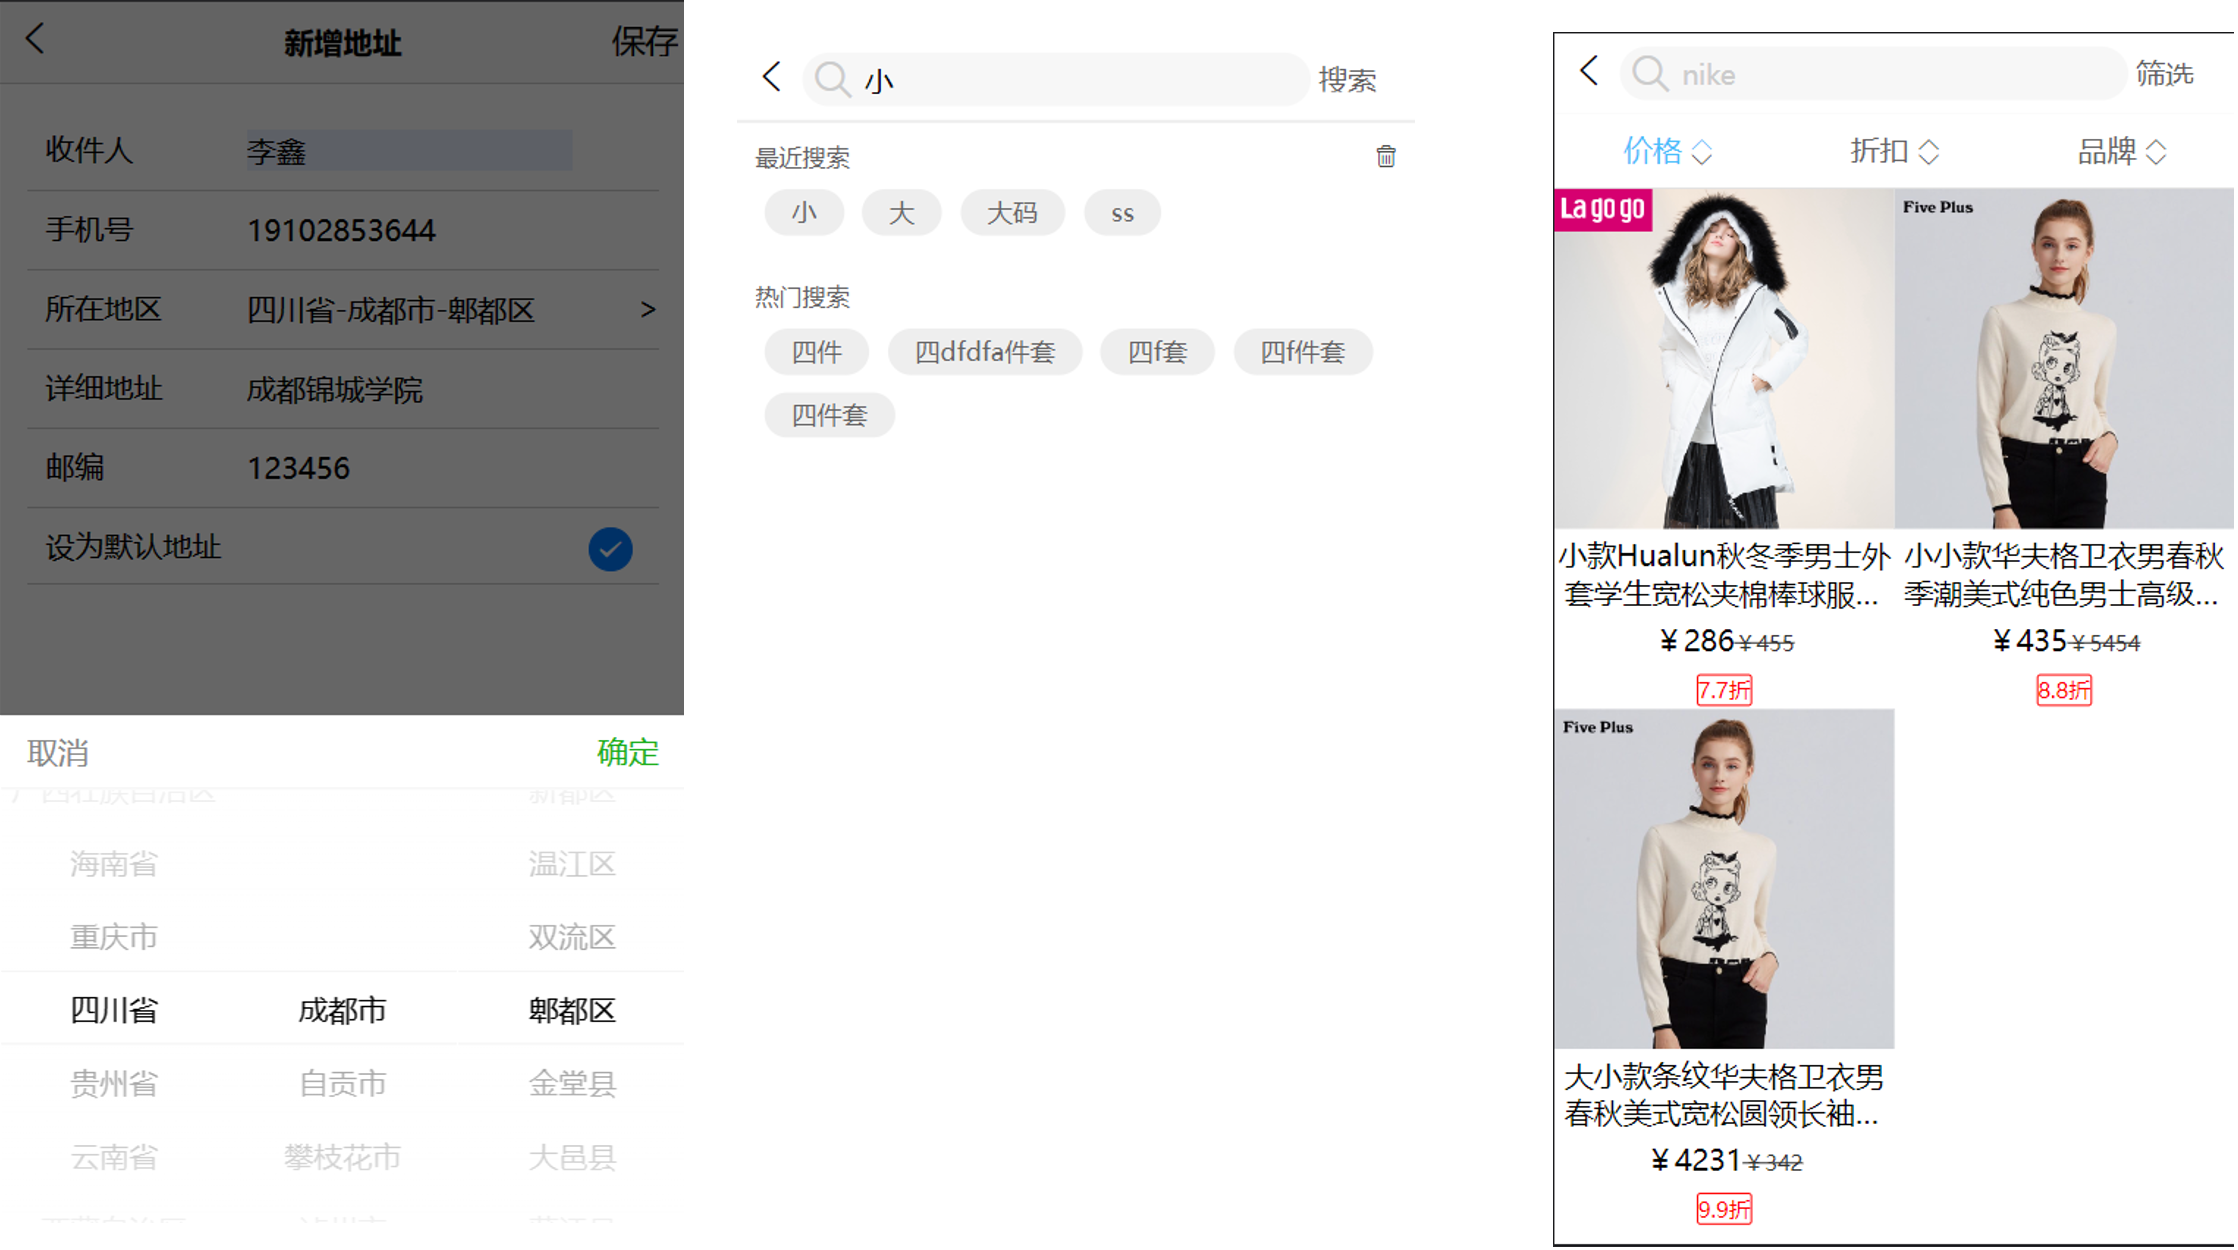 新增地址
保存
收件人
李鑫
手机号
19102853644
所在地区
四川省-成都市-郫都区
>
详细地址
成都锦城学院
邮编
123456
设为默认地址
取消
确定
广西壮族自治区
新都区
海南省
温江区
重庆市
双流区
四川省
成都市
郫都区
贵州省
自贡市
金堂县
云南省
攀枝花市
大邑县
小
搜索
最近搜索
小
大
大码
ss
热门搜索
四件
四dfdfa件套
四f套
四f件套
四件套
nike
筛选
价格
折扣
品牌
La go go
Five Plus
小款Hualun秋冬季男士外
套学生宽松夹棉棒球服...
¥286¥455
7.7折
小小款华夫格卫衣男春秋
季潮美式纯色男士高级...
¥435¥5454
8.8折
Five Plus
大小款条纹华夫格卫衣男
春秋美式宽松圆领长袖...
¥4231¥342
9.9折